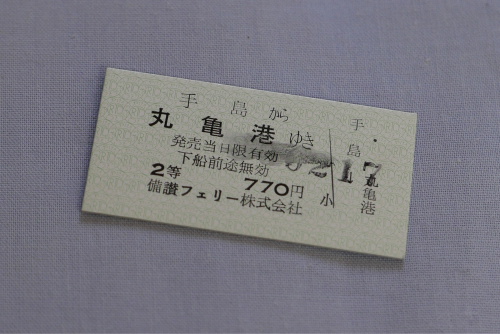 手島から
丸亀港ゆき
発売当日限有効
下船前途無効
2等 770円
備讃フェリー株式会社
小
手島
丸亀港
0217